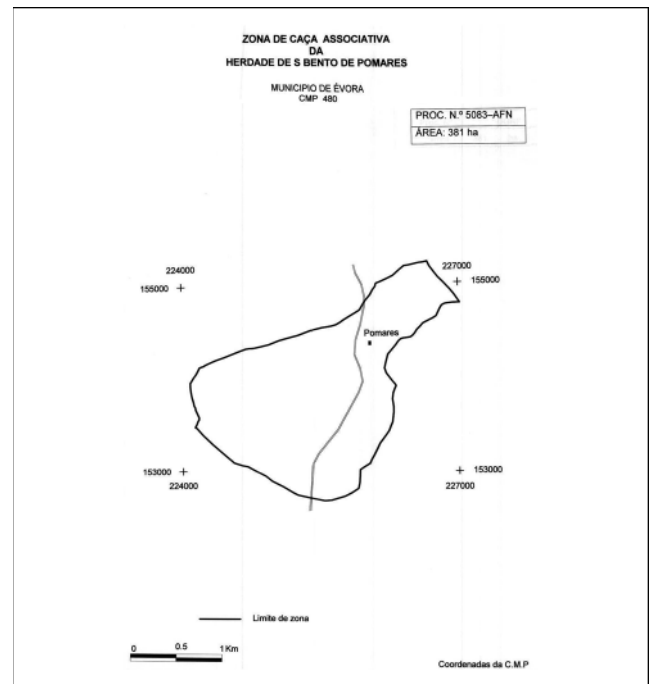 ZONA DE CAÇA ASSOCIATIVA
DA
HERDADE DE S BENTO DE POMARES
MUNICIPIO DE ÉVORA
CMP 480
PROC. N.º 5083–AFN
ÁREA: 381 ha
224000
155000
227000
155000
Pomares
153000
224000
153000
227000
Limite de zona
0 0.5 1Km
Coordenadas da C.M.P